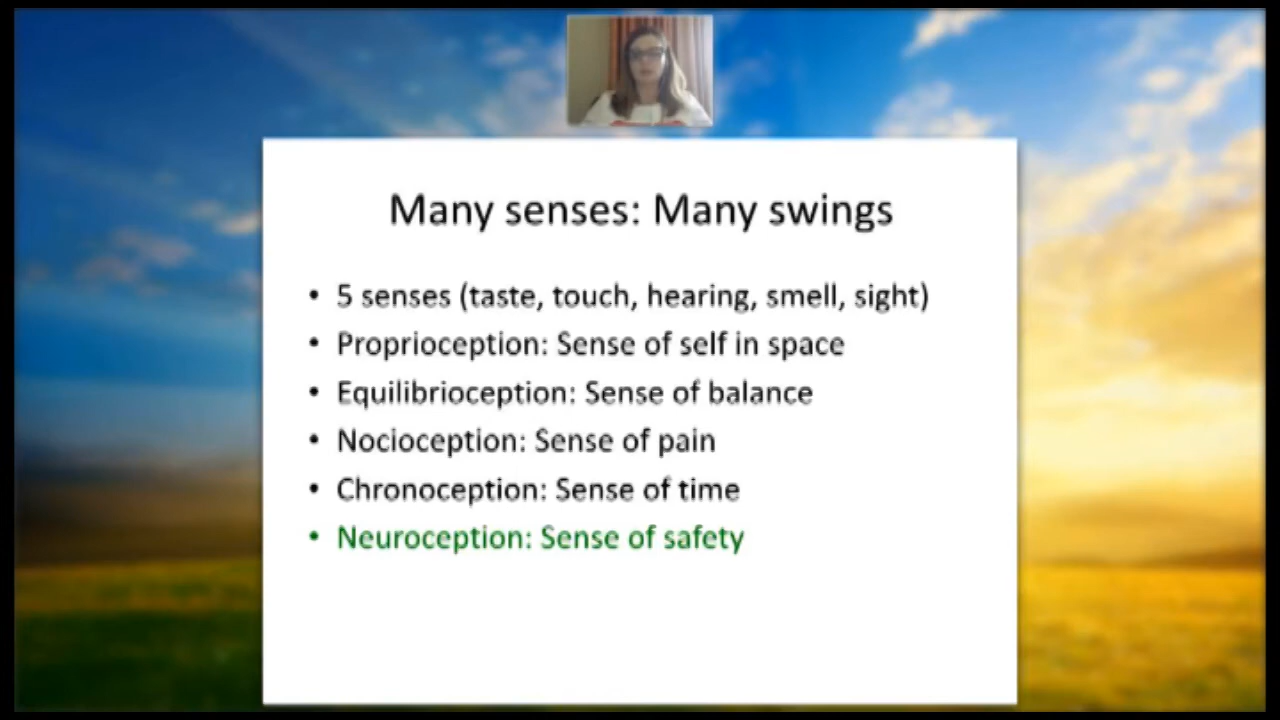 Many senses: Many swings
• 5 senses (taste, touch, hearing, smell, sight)
• Proprioception: Sense of self in space
• Equilibrioception: Sense of balance
• Nocioception: Sense of pain
• Chronoception: Sense of time
• Neuroception: Sense of safety